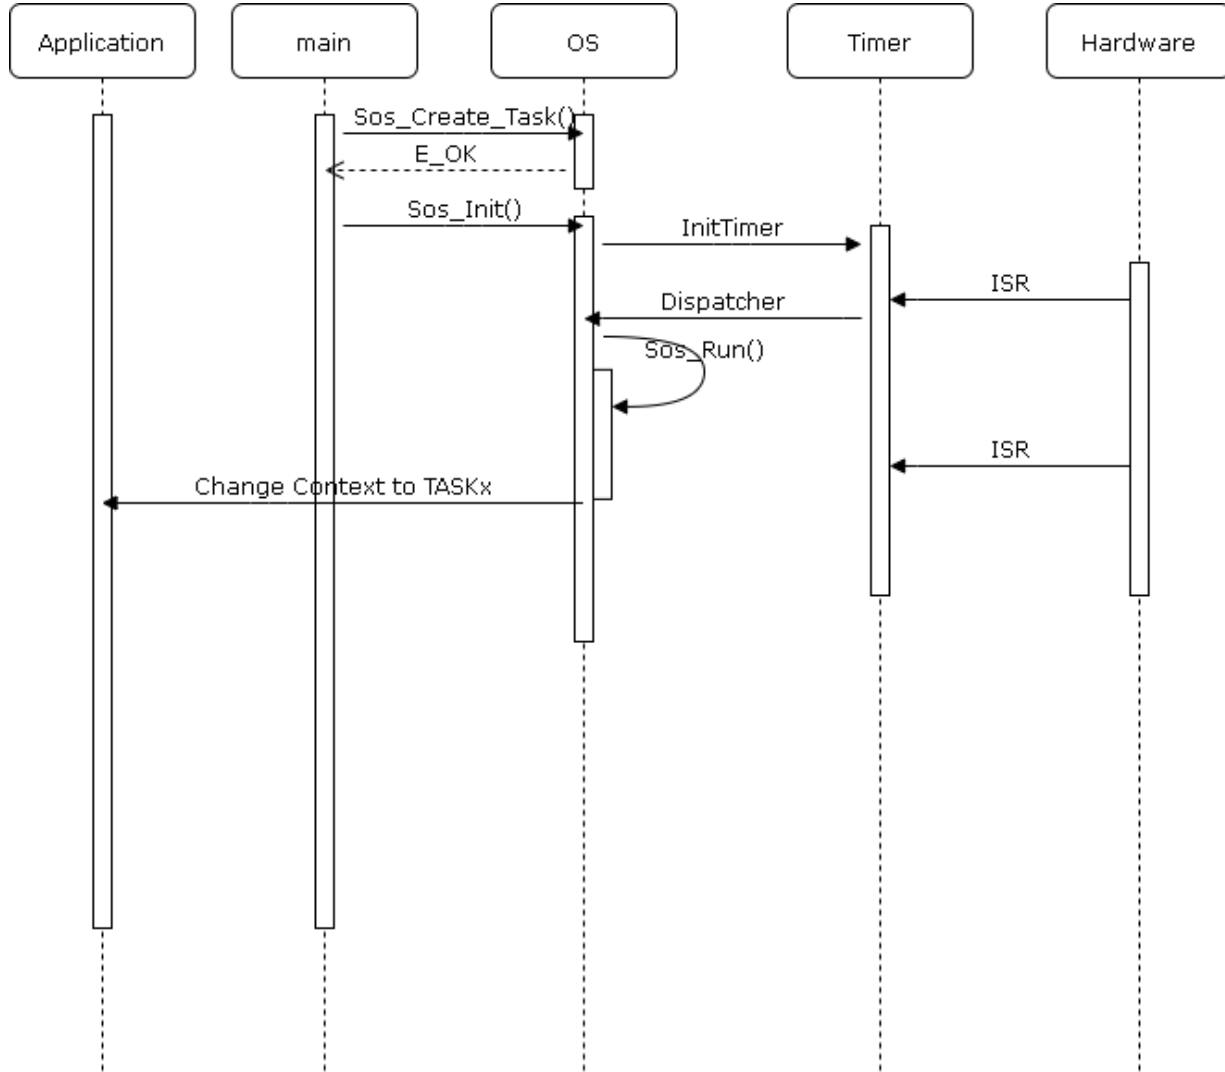 Application
main
OS
Timer
Hardware
Sos_Create_Task()
E_OK
Sos_Init()
InitTimer
ISR
Dispatcher
Sos_Run()
ISR
Change Context to TASKx